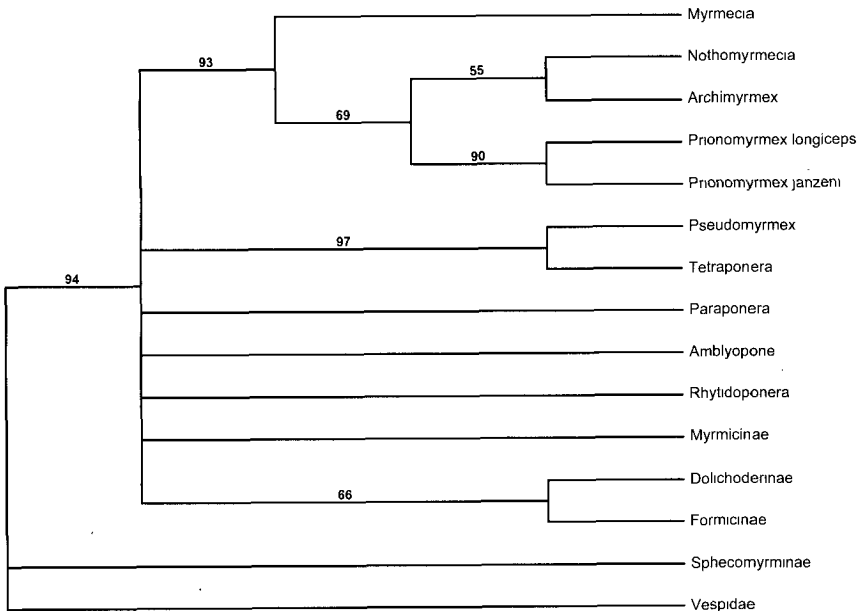 Myrmecia
93
Nothomyrmecia
55
Archimyrmex
69
Prionomyrmex longiceps
90
Prionomyrmex janzeni
Pseudomyrmex
97
Tetraponera
94
Paraponera
Amblyopone
Rhytidoponera
Myrmicinae
Dolichoderinae
66
Formicinae
Sphecomyrminae
Vespidae